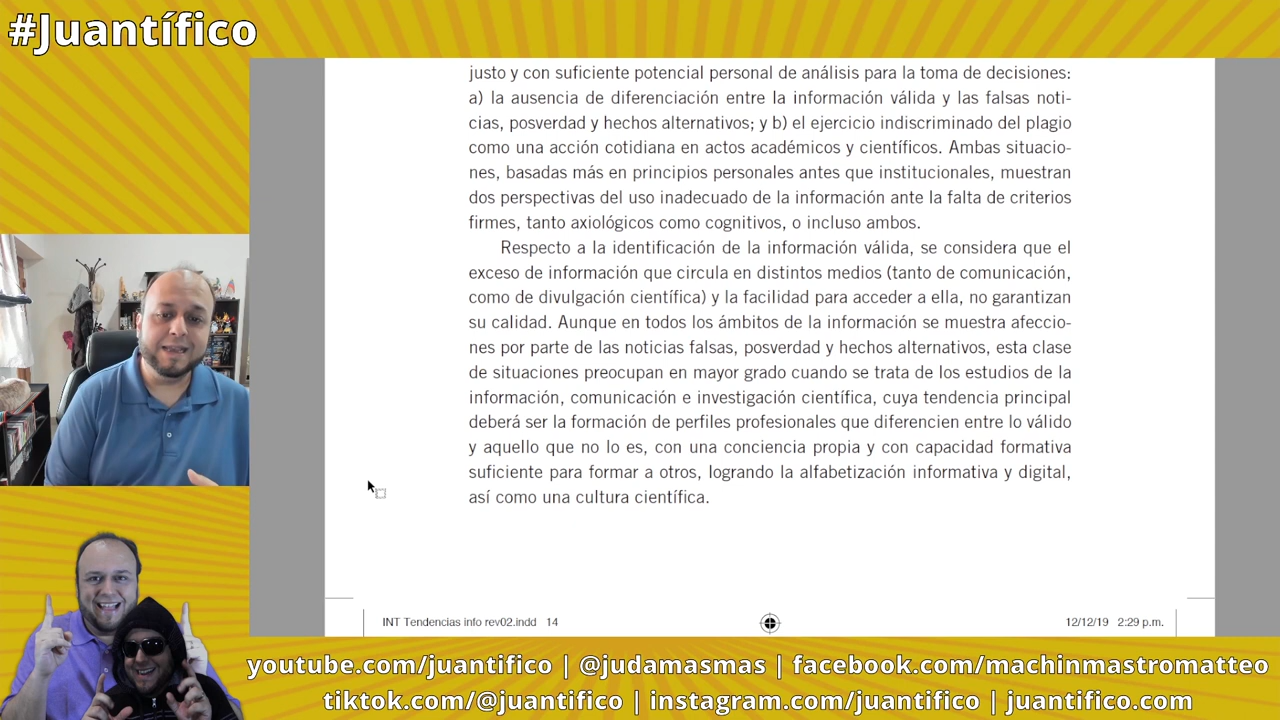 #Juantífico
justo y con suficiente potencial personal de análisis para la toma de decisiones:
a) la ausencia de diferenciación entre la información válida y las falsas noti-
cias, posverdad y hechos alternativos; y b) el ejercicio indiscriminado del plagio
como una acción cotidiana en actos académicos y científicos. Ambas situacio-
nes, basadas más en principios personales antes que institucionales, muestran
dos perspectivas del uso inadecuado de la información ante la falta de criterios
firmes, tanto axiológicos como cognitivos, o incluso ambos.
Respecto a la identificación de la información válida, se considera que el
exceso de información que circula en distintos medios (tanto de comunicación,
como de divulgación científica) y la facilidad para acceder a ella, no garantizan
su calidad. Aunque en todos los ámbitos de la información se muestra afeccio-
nes por parte de las noticias falsas, posverdad y hechos alternativos, esta clase
de situaciones preocupan en mayor grado cuando se trata de los estudios de la
información, comunicación e investigación científica, cuya tendencia principal
deberá ser la formación de perfiles profesionales que diferencien entre lo válido
y aquello que no lo es, con una conciencia propia y con capacidad formativa
suficiente para formar a otros, logrando la alfabetización informativa y digital,
así como una cultura científica.
INT Tendencias info rev02.indd 14
12/12/19 2:29 p.m.
youtube.com/juantifico | @judamasmas | facebook.com/machinmastromatteo
tiktok.com/@juantifico | instagram.com/juantifico | juantifico.com